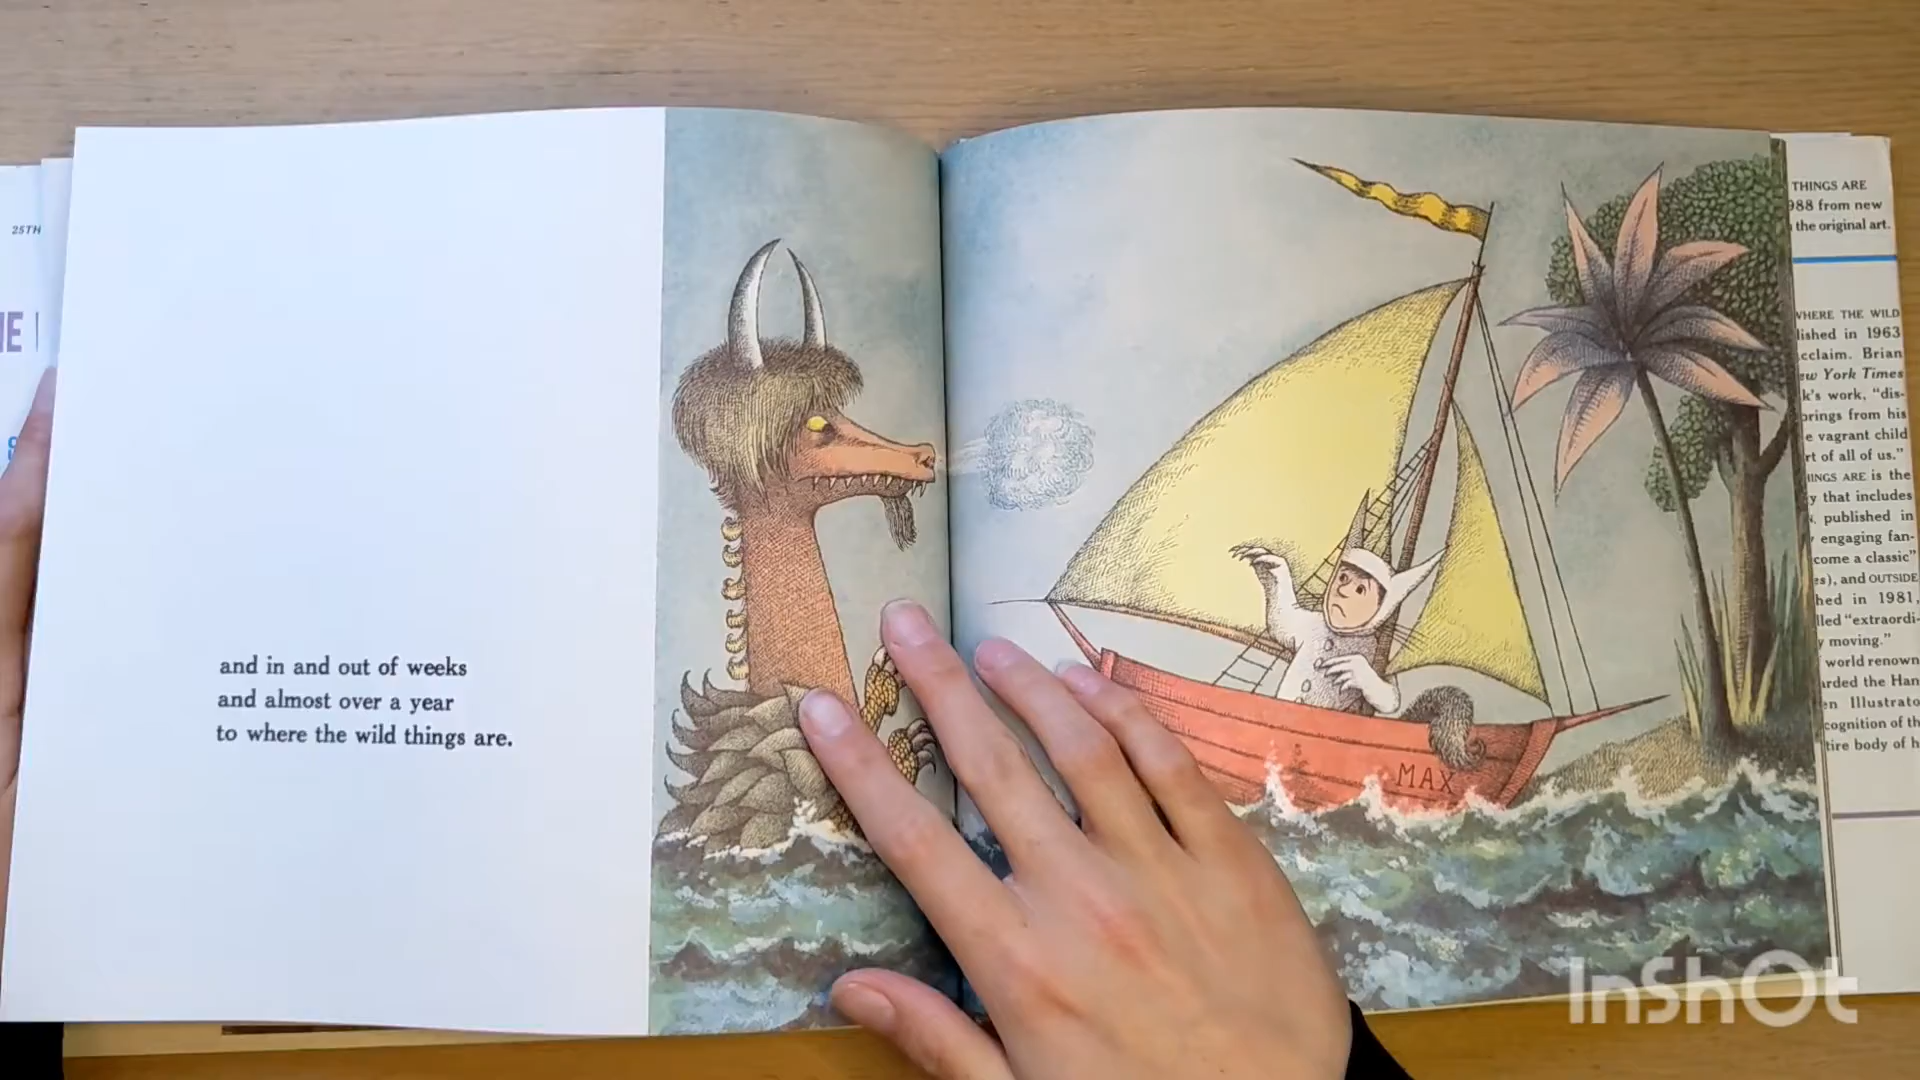 25TH
and in and out of weeks
and almost over a year
to where the wild things are.
MAX
THINGS ARE
988 from new
the original art.
WHERE THE WILD
lished in 1963
cclaim. Brian
ew York Times
k's work, "dis-
prings from his
e vagrant child
rt of all of us."
HINGS ARE is the
y that includes
published in
engaging fan-
come a classic"
es), and OUTSIDE
hed in 1981,
lled "extraordi-
y moving."
world renown
arded the Han
en Illustrato
cognition of th
tire body of h
InShOt